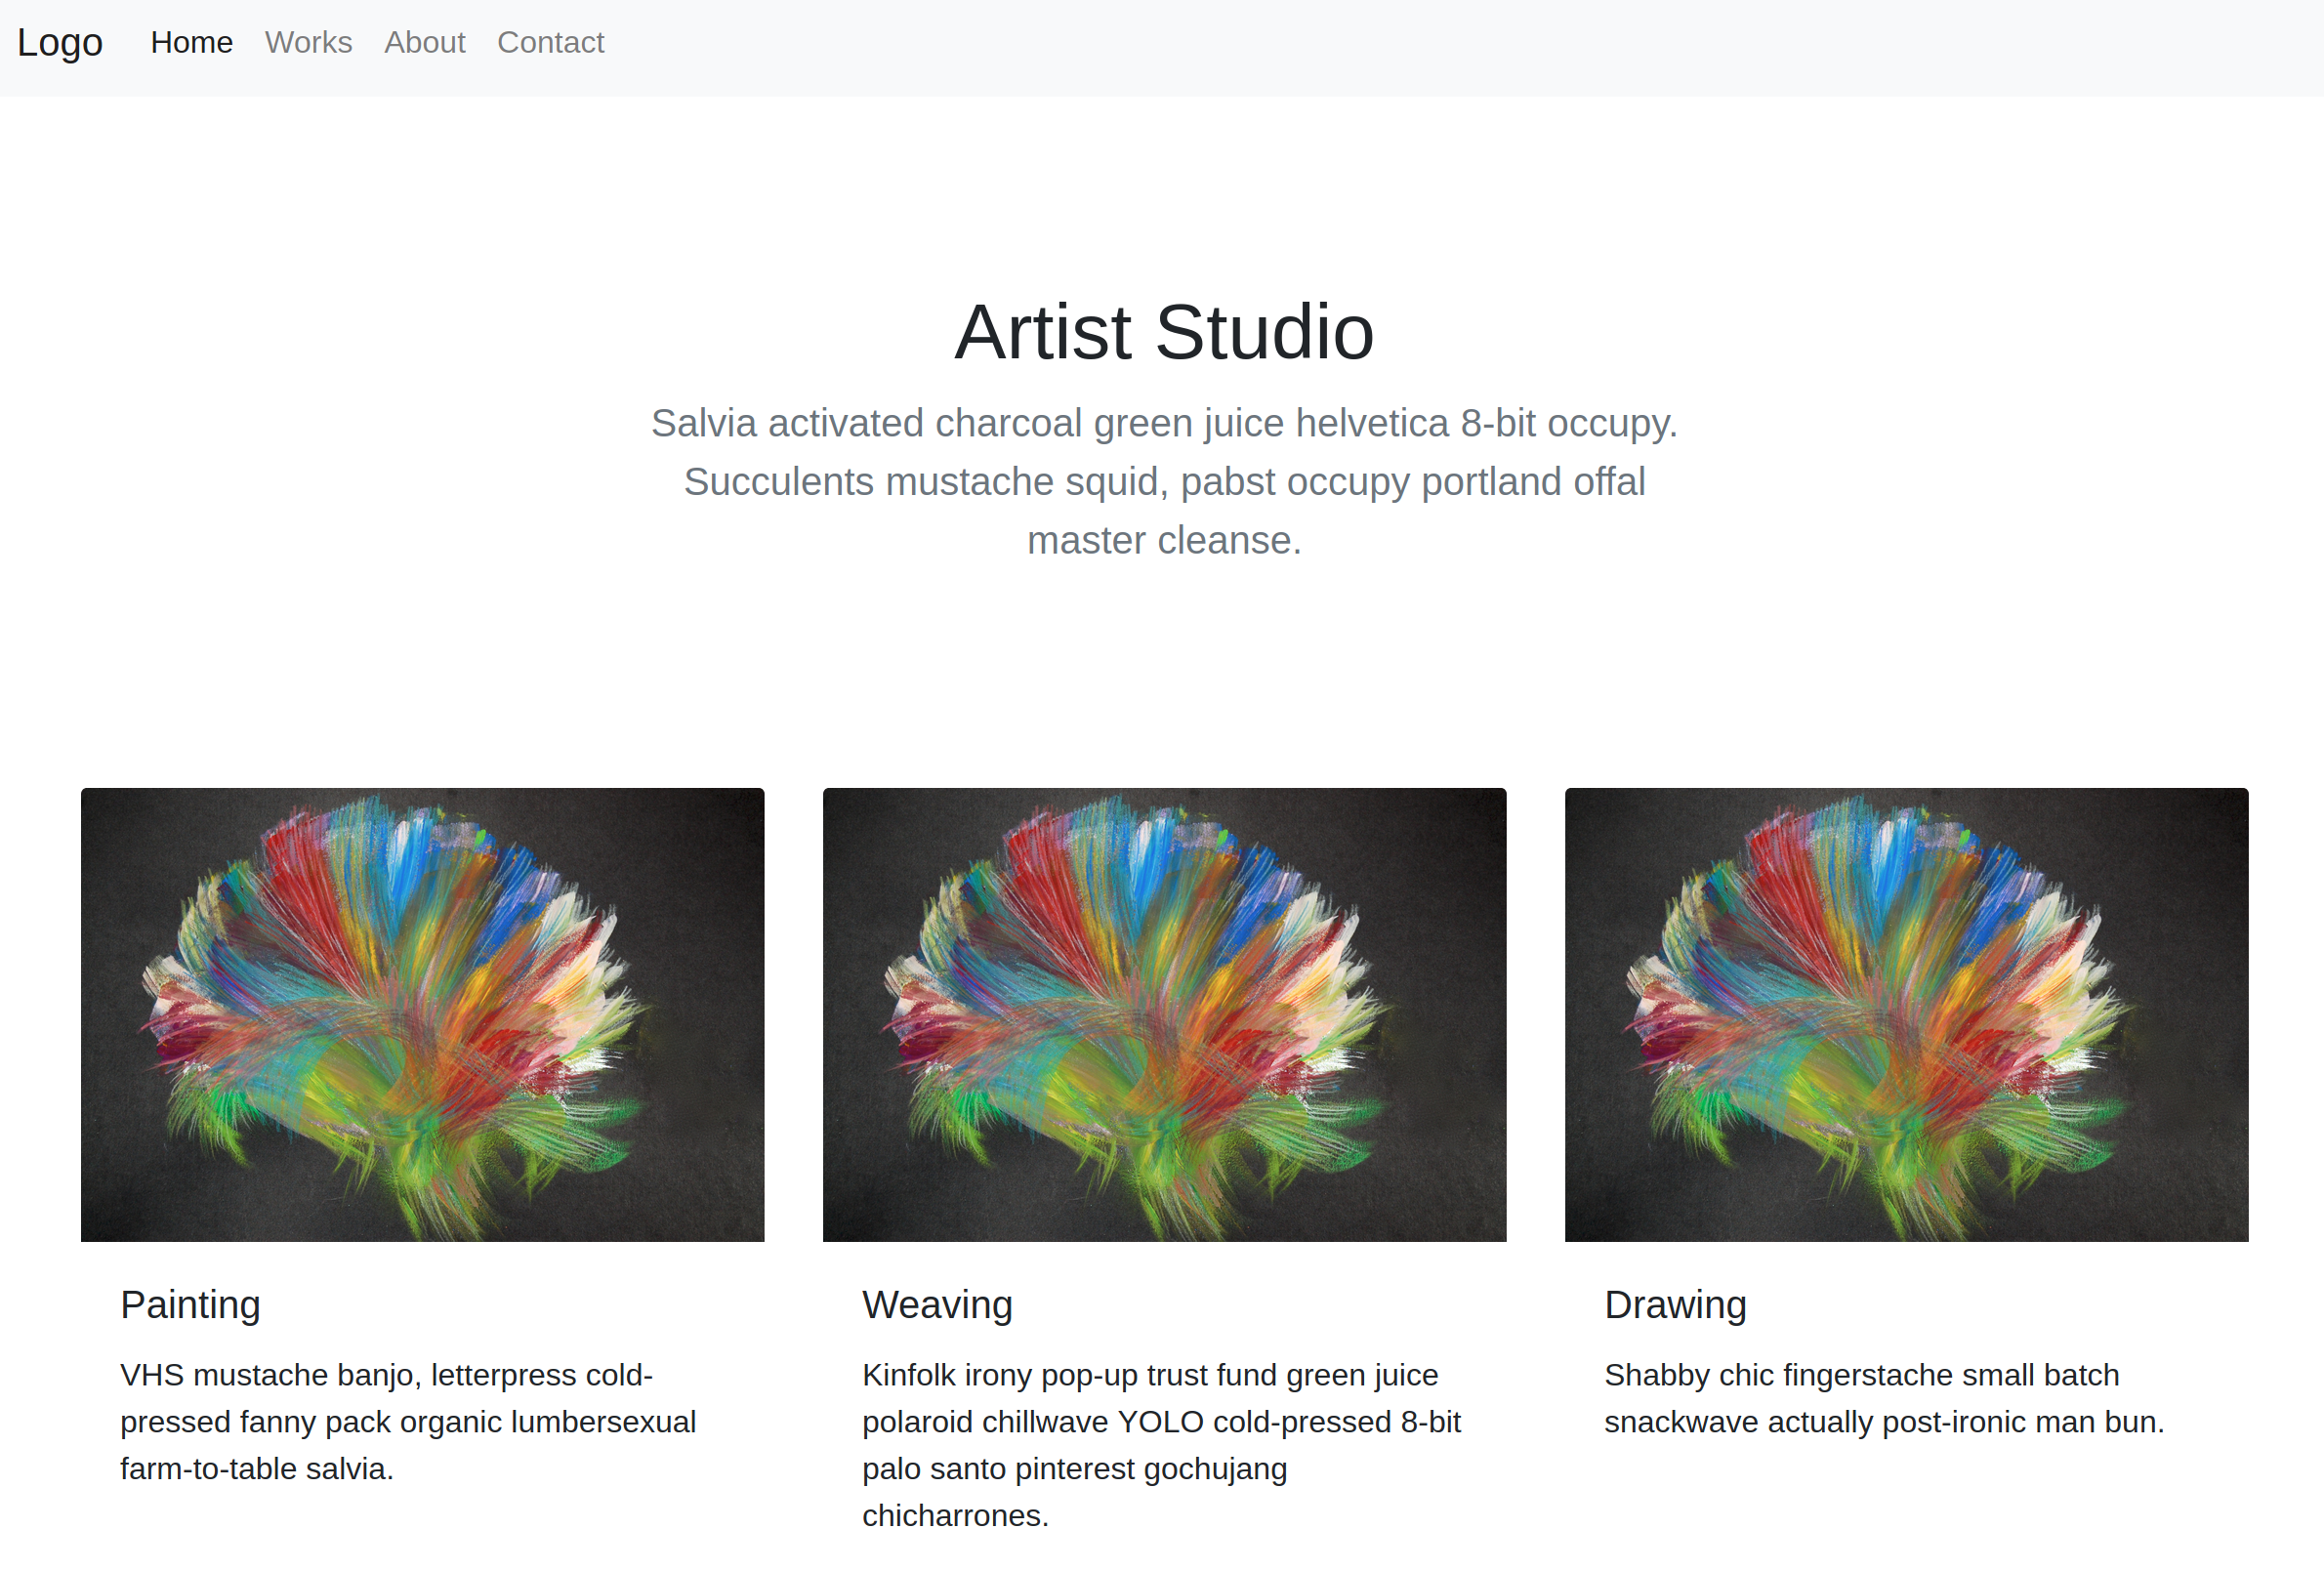 Logo Home Works About Contact
Artist Studio
Salvia activated charcoal green juice helvetica 8-bit occupy.
Succulents mustache squid, pabst occupy portland offal
master cleanse.
Painting
VHS mustache banjo, letterpress cold-
pressed fanny pack organic lumbersexual
farm-to-table salvia.
Weaving
Kinfolk irony pop-up trust fund green juice
polaroid chillwave YOLO cold-pressed 8-bit
palo santo pinterest gochujang
chicharrones.
Drawing
Shabby chic fingerstache small batch
snackwave actually post-ironic man bun.